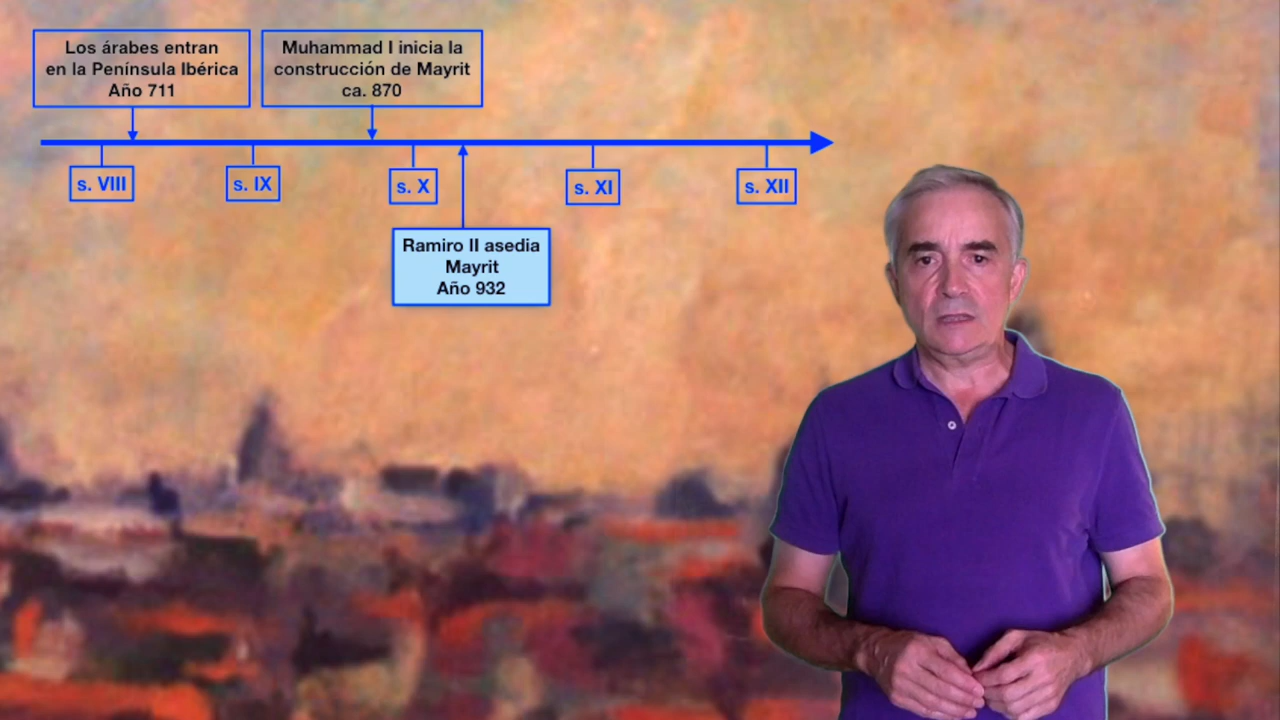 Los árabes entran
en la Península Ibérica
Año 711
Muhammad I inicia la
construcción de Mayrit
ca. 870
s. VIII
s. IX
s. X
s. XI
s. XII
Ramiro II asedia
Mayrit
Año 932